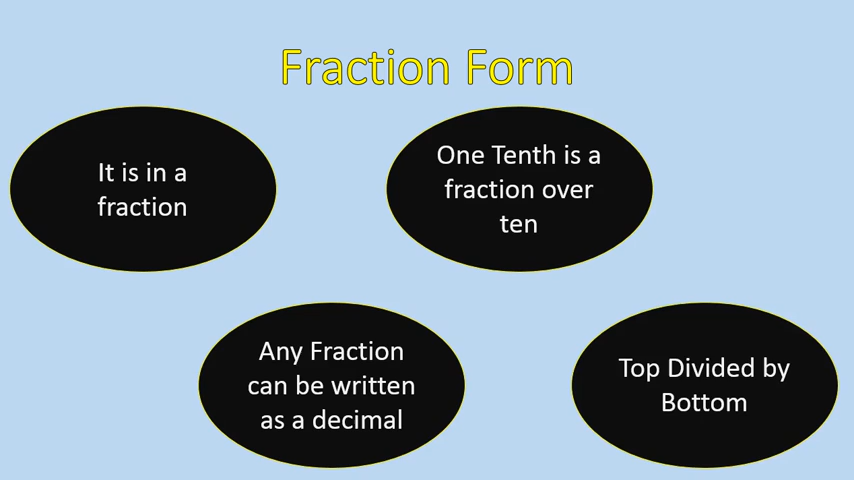 Fraction Form
It is in a
fraction
One Tenth is a
fraction over
ten
Any Fraction
can be written
as a decimal
Top Divided by
Bottom